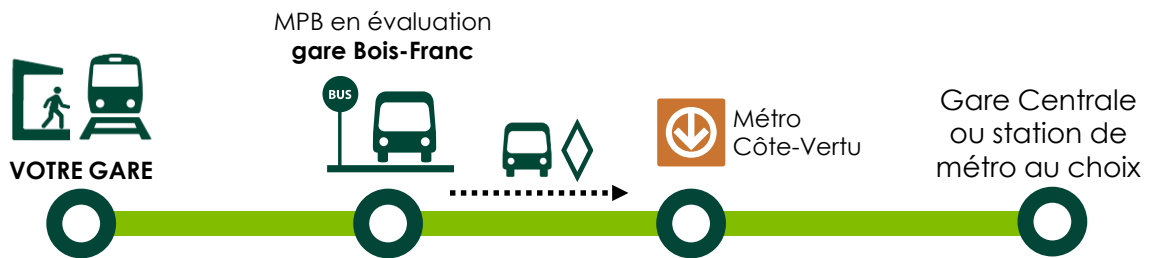 VOTRE GARE
MPB en évaluation
gare Bois-Franc
BUS
Métro
Côte-Vertu
Gare Centrale
ou station de
métro au choix